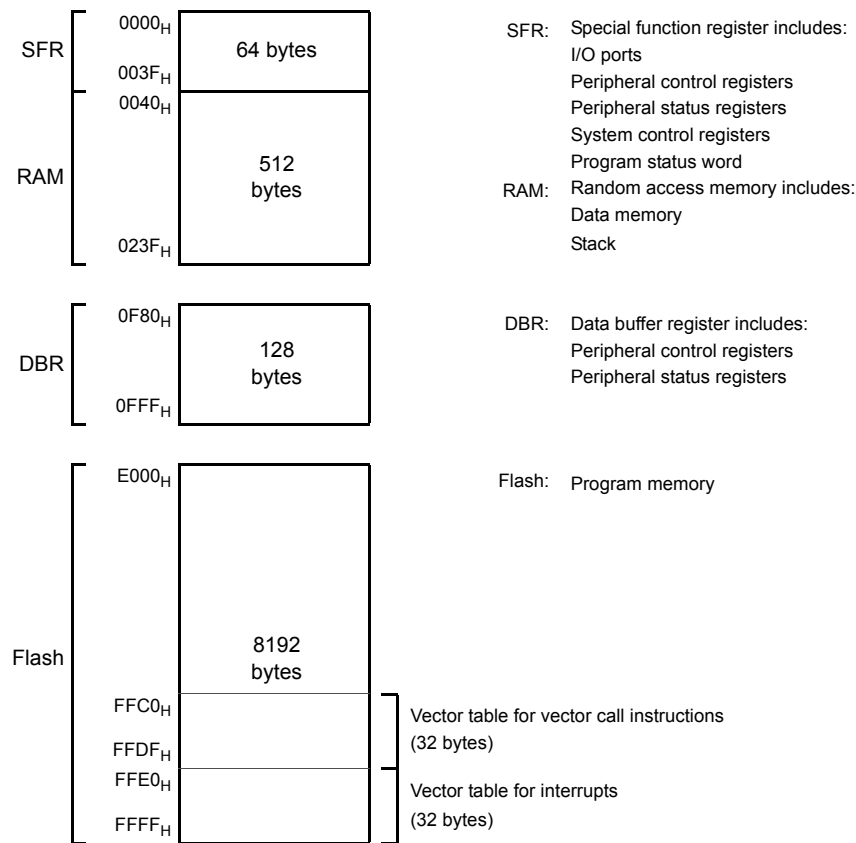 0000H
SFR
64 bytes
003FH
0040H
RAM
512
bytes
023FH
SFR: Special function register includes:
I/O ports
Peripheral control registers
Peripheral status registers
System control registers
Program status word
RAM: Random access memory includes:
Data memory
Stack
0F80H
DBR
128
bytes
0FFFH
DBR: Data buffer register includes:
Peripheral control registers
Peripheral status registers
E000H
Flash: Program memory
Flash
8192
bytes
FFC0H
Vector table for vector call instructions
(32 bytes)
FFDFH
FFE0H
Vector table for interrupts
(32 bytes)
FFFFH